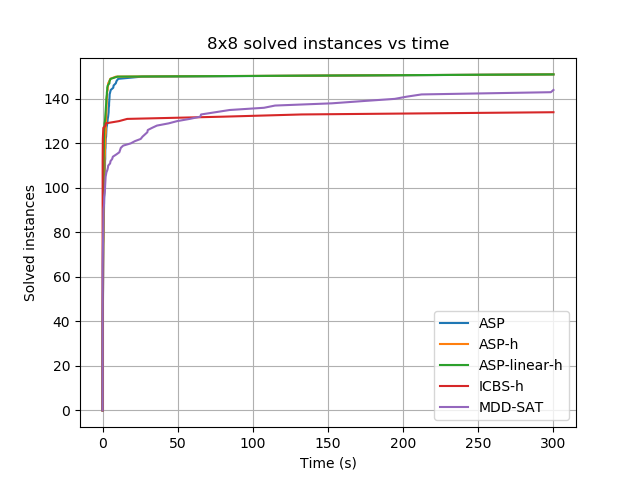 8x8 solved instances vs time
Solved instances
140
120
100
80
60
40
20
0
0 50 100 150 200 250 300
Time (s)
ASP
ASP-h
ASP-linear-h
ICBS-h
MDD-SAT